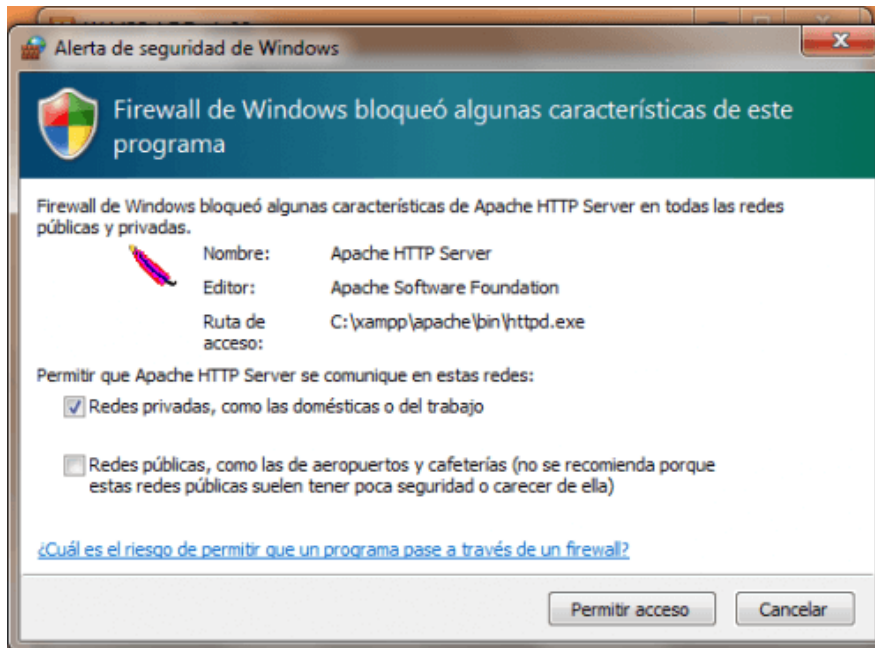 Alerta de seguridad de Windows
Firewall de Windows bloqueó algunas características de este
programa
Firewall de Windows bloqueó algunas características de Apache HTTP Server en todas las redes
públicas y privadas.
Nombre: Apache HTTP Server
Editor: Apache Software Foundation
Ruta de C:\xampp\apache\bin\httpd.exe
acceso:
Permitir que Apache HTTP Server se comunique en estas redes:
Redes privadas, como las domésticas o del trabajo
Redes públicas, como las de aeropuertos y cafeterías (no se recomienda porque
estas redes públicas suelen tener poca seguridad o carecer de ella)
¿Cuál es el riesgo de permitir que un programa pase a través de un firewall?
Permitir acceso Cancelar